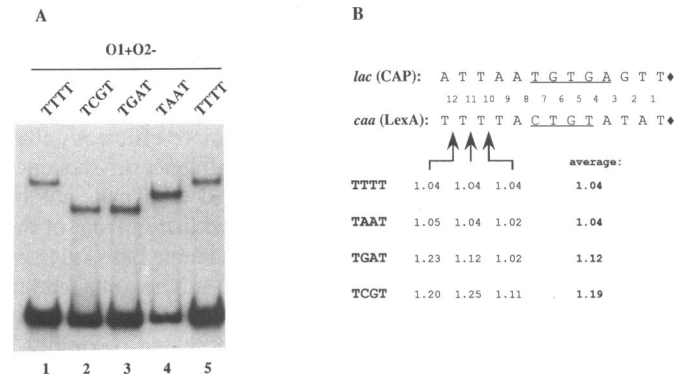 A
O1+O2-
TTTT TCGT TGAT TAAT TTTT
1 2 3 4 5
B
lac (CAP): A T T A A T G T G A G T T♦
12 11 10 9 8 7 6 5 4 3 2 1
caa (LexA): T T T T A C T G T A T A T♦
average:
TTTT 1.04 1.04 1.04 1.04
TAAT 1.05 1.04 1.02 1.04
TGAT 1.23 1.12 1.02 1.12
TCGT 1.20 1.25 1.11 1.19